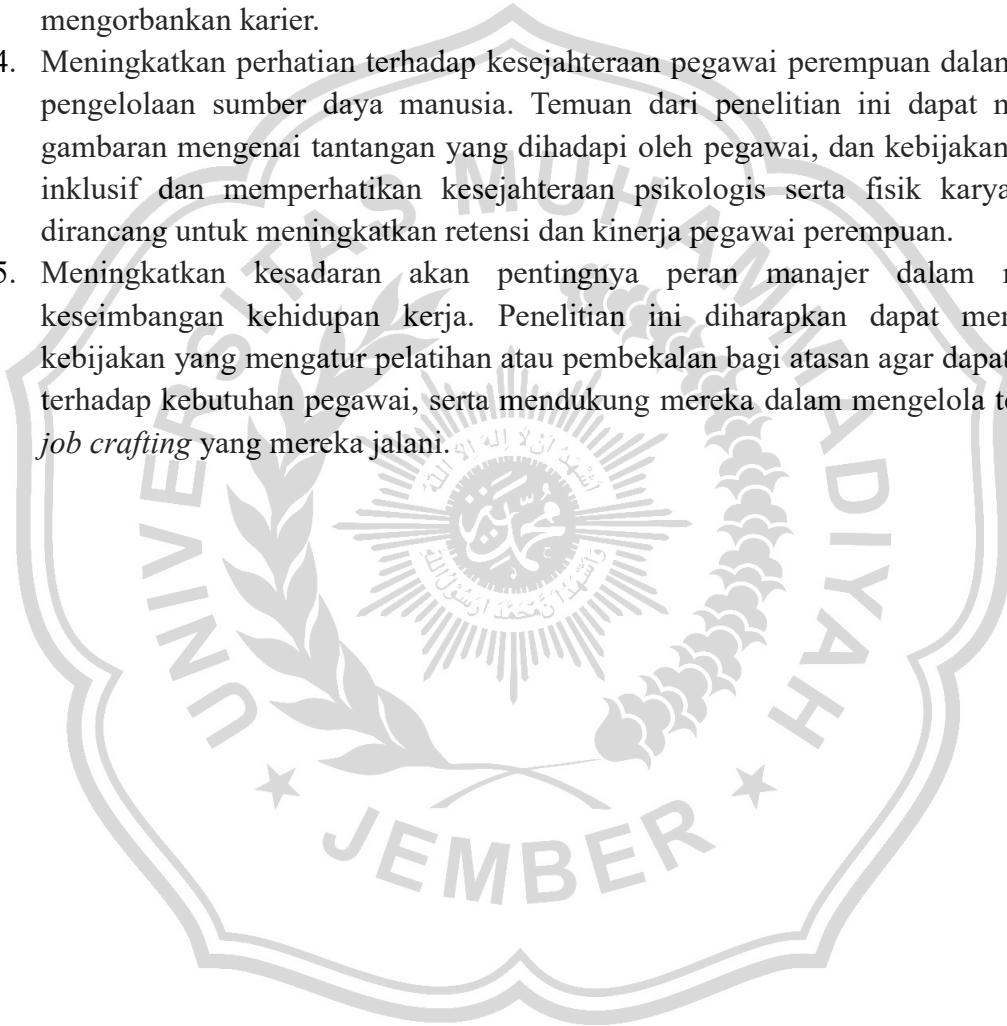 mengorbankan karier.
4. Meningkatkan perhatian terhadap kesejahteraan pegawai perempuan dalam
pengelolaan sumber daya manusia. Temuan dari penelitian ini dapat
gambaran mengenai tantangan yang dihadapi oleh pegawai, dan kebijakan
inklusif dan memperhatikan kesejahteraan psikologis serta fisik karya
dirancang untuk meningkatkan retensi dan kinerja pegawai perempuan.
5. Meningkatkan kesadaran akan pentingnya peran manajer dalam
keseimbangan kehidupan kerja. Penelitian ini diharapkan dapat men
kebijakan yang mengatur pelatihan atau pembekalan bagi atasan agar dapat
terhadap kebutuhan pegawai, serta mendukung mereka dalam mengelola
job crafting yang mereka jalani.
UNIVERSITAS MUHAMMADIYAH
JEMBER